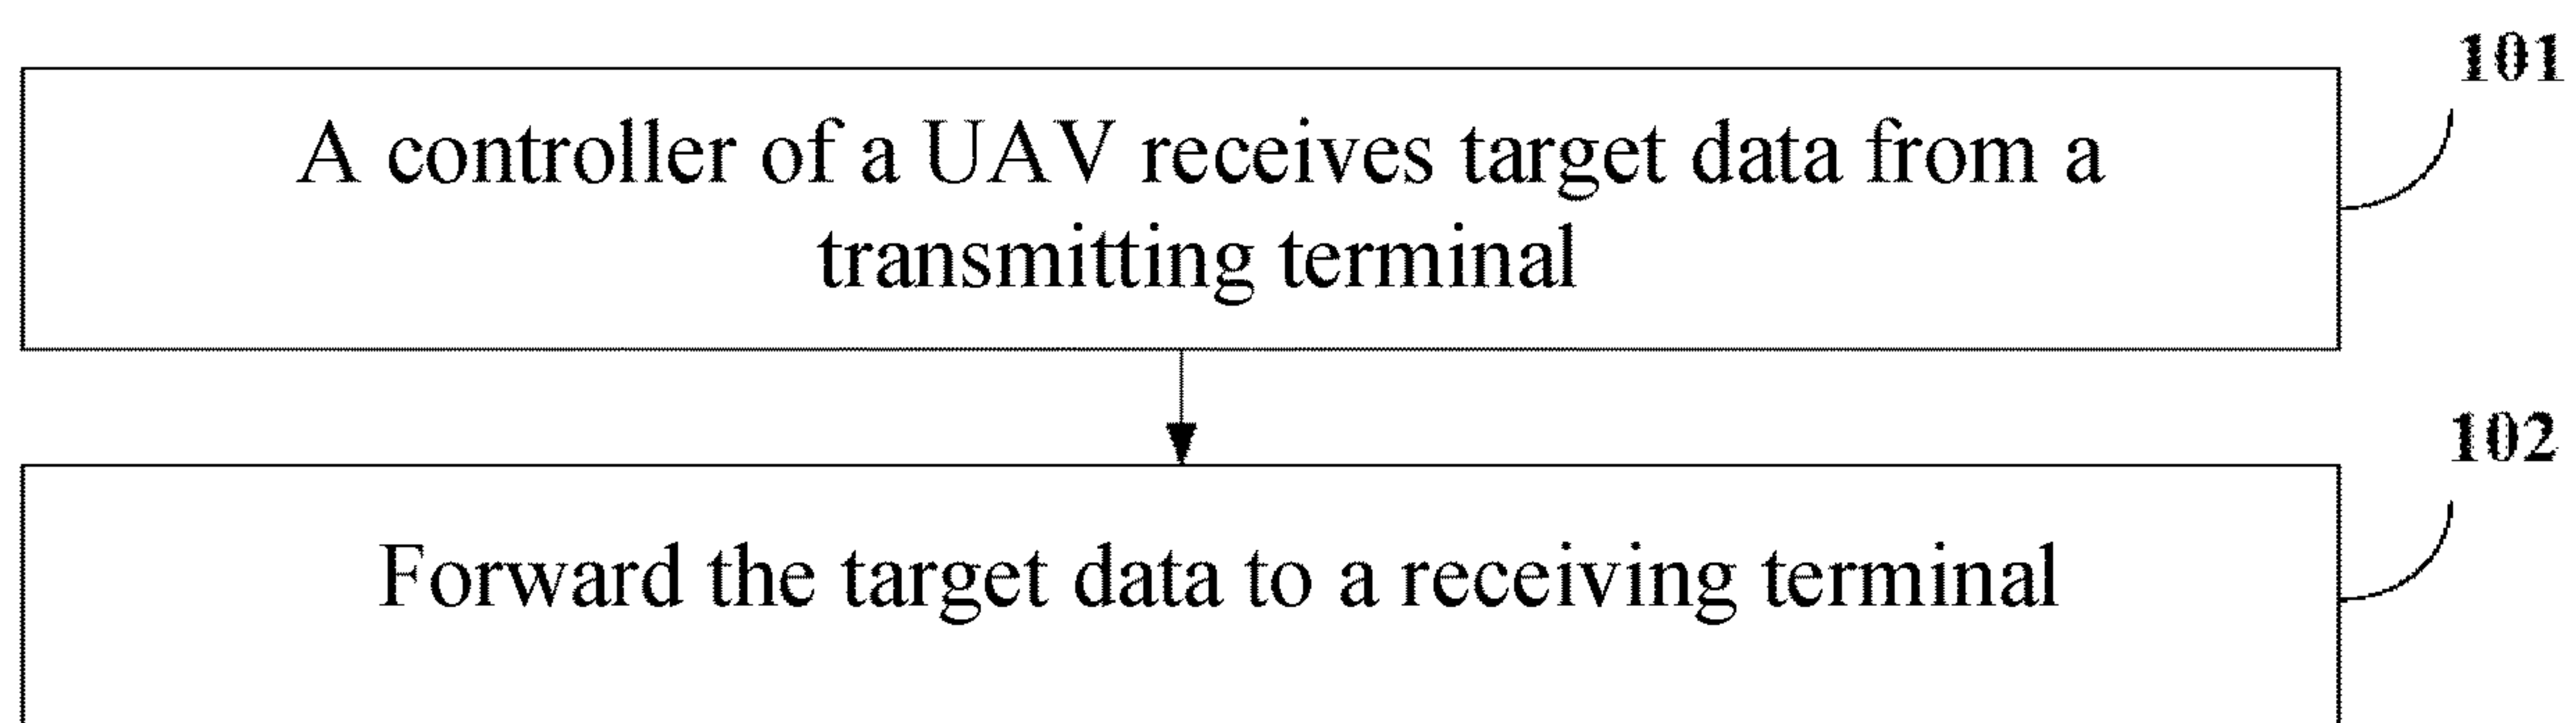 101
A controller of a UAV receives target data from a
transmitting terminal
102
Forward the target data to a receiving terminal